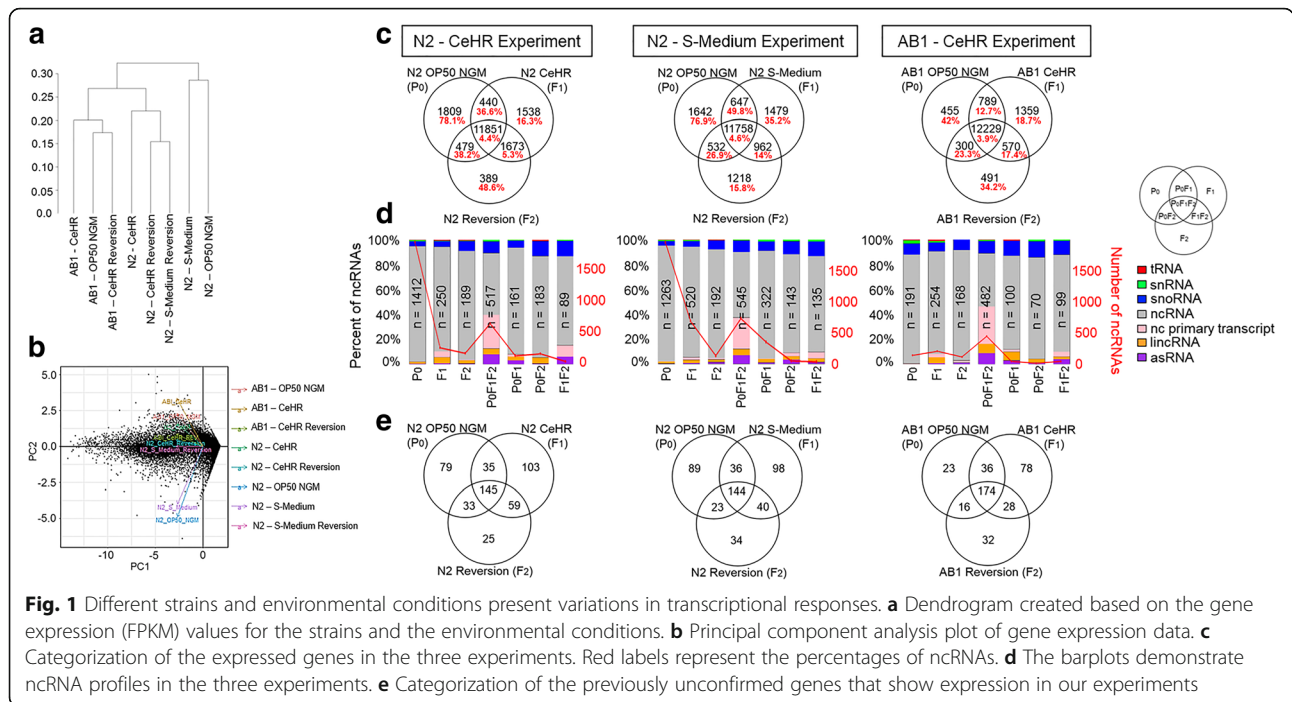 a
0.30
0.25
0.20
0.15
0.10
0.05
0.0
AB1 - CeHR
AB1 – OP50 NGM
AB1 – CeHR Reversion
N2 - CeHR
N2 – CeHR Reversion
N2 – S-Medium Reversion
N2 – S-Medium
N2 – OP50 NGM
b
PC2
5.0
2.5
0.0
-2.5
-5.0
-10
-5
0
PC1
AB1_CeHR
N2_CeHR_Reversion
N2_S_Medium_Reversion
N2_S_Medium
N2_OP50_NGM
AB1 – OP50 NGM
AB1 – CeHR
AB1 – CeHR Reversion
N2 – CeHR
N2 – CeHR Reversion
N2 – OP50 NGM
N2 – S-Medium
N2 – S-Medium Reversion
c
N2 - CeHR Experiment
N2 OP50 NGM
(P0)
N2 CeHR
(F1)
1809
78.1%
440
36.6%
1538
16.3%
11851
4.4%
479
38.2%
1673
5.3%
389
48.6%
N2 Reversion (F2)
N2 - S-Medium Experiment
N2 OP50 NGM
(P0)
N2 S-Medium
(F1)
1642
76.9%
647
49.8%
1479
35.2%
11758
4.6%
532
26.9%
962
14%
1218
15.8%
N2 Reversion (F2)
AB1 - CeHR Experiment
AB1 OP50 NGM
(P0)
AB1 CeHR
(F1)
455
42%
789
12.7%
1359
18.7%
12229
3.9%
300
23.3%
570
17.4%
491
34.2%
AB1 Reversion (F2)
P0
P0F1
F1
P0F1F2
P0F2
F1F2
F2
d
Percent of ncRNAs
100%
80%
60%
40%
20%
0%
n = 1412
n = 250
n = 189
n = 517
n = 161
n = 183
n = 89
P0
F1
F2
P0F1F2
P0F1
P0F2
F1F2
1500
1000
500
0
100%
80%
60%
40%
20%
0%
n = 1263
n = 520
n = 192
n = 545
n = 322
n = 143
n = 135
P0
F1
F2
P0F1F2
P0F1
P0F2
F1F2
1500
1000
500
0
100%
80%
60%
40%
20%
0%
n = 191
n = 254
n = 168
n = 482
n = 100
n = 70
n = 99
P0
F1
F2
P0F1F2
P0F1
P0F2
F1F2
1500
1000
500
0
Number of ncRNAs
tRNA
snRNA
snoRNA
ncRNA
nc primary transcript
lincRNA
asRNA
e
N2 OP50 NGM
(P0)
N2 CeHR
(F1)
79
35
103
145
33
59
25
N2 Reversion (F2)
N2 OP50 NGM
(P0)
N2 S-Medium
(F1)
89
36
98
144
23
40
34
N2 Reversion (F2)
AB1 OP50 NGM
(P0)
AB1 CeHR
(F1)
23
36
78
174
16
28
32
AB1 Reversion (F2)
Fig. 1 Different strains and environmental conditions present variations in transcriptional responses. a Dendrogram created based on the gene
expression (FPKM) values for the strains and the environmental conditions. b Principal component analysis plot of gene expression data. c
Categorization of the expressed genes in the three experiments. Red labels represent the percentages of ncRNAs. d The barplots demonstrate
ncRNA profiles in the three experiments. e Categorization of the previously unconfirmed genes that show expression in our experiments